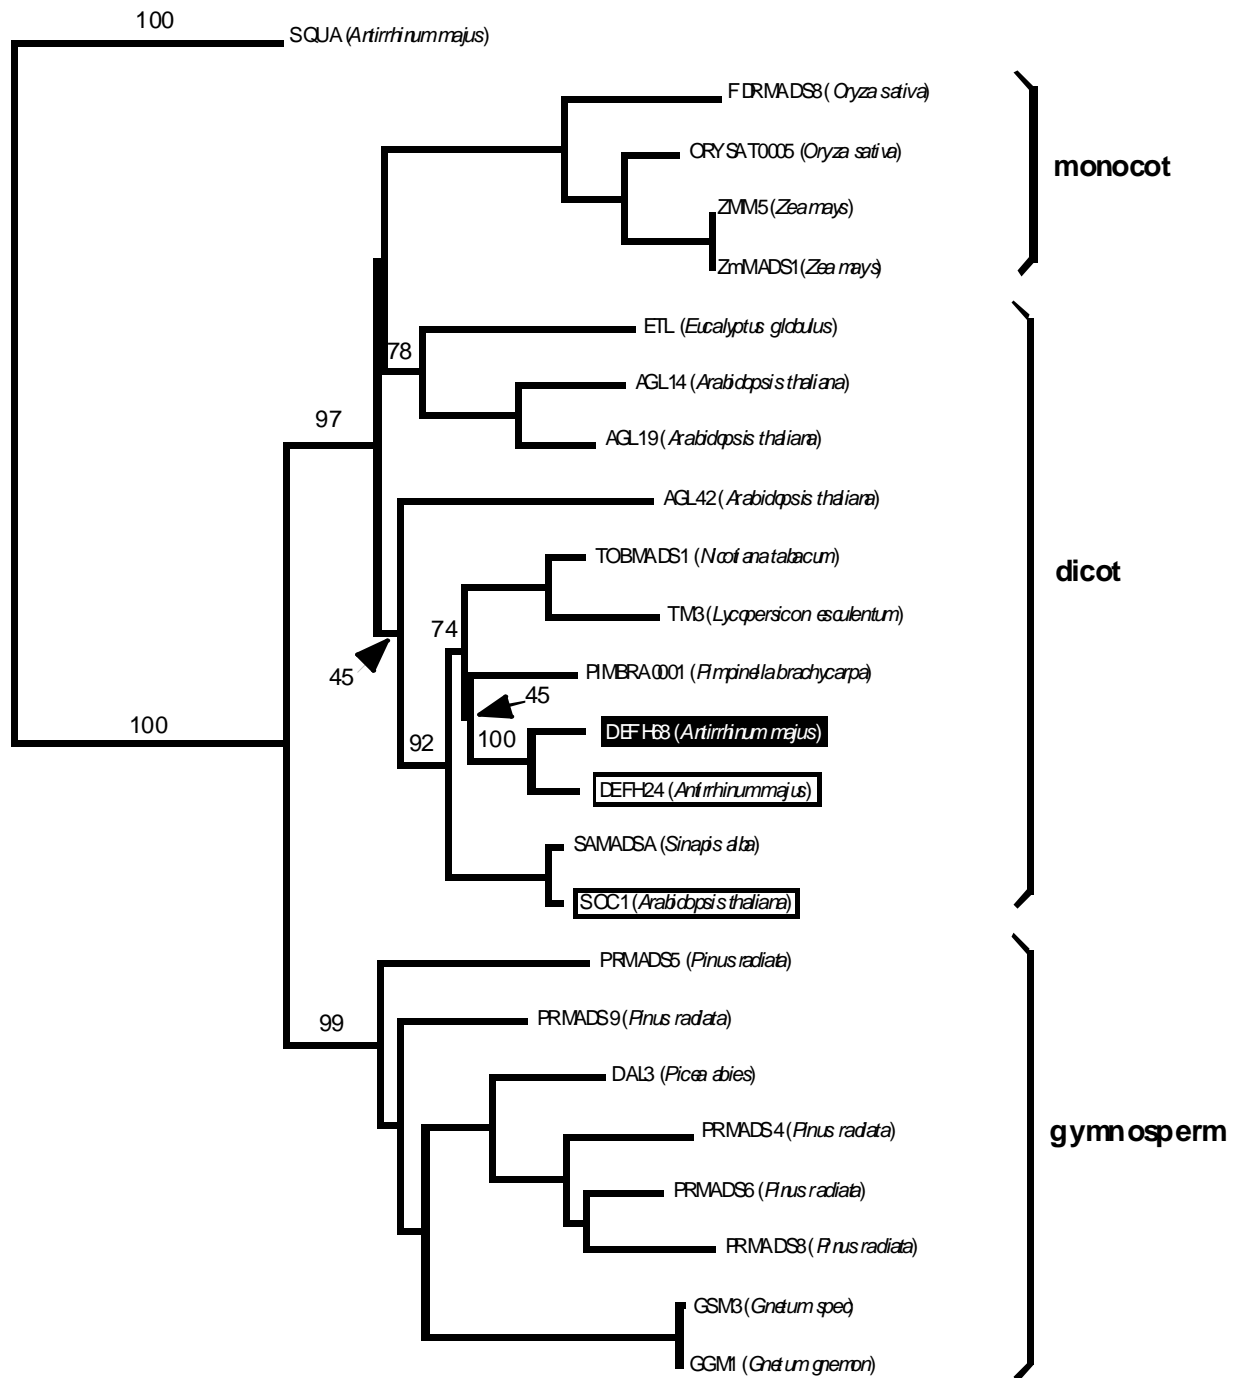 100
SQUA (Antirrhinum majus)
FDRMADS8 (Oryza sativa)
ORYSAT0005 (Oryza sativa)
monocot
ZMM5 (Zea mays)
ZmMADS1 (Zea mays)
ETL (Eucalyptus globulus)
78
AGL14 (Arabidopsis thaliana)
97
AGL19 (Arabidopsis thaliana)
AGL42 (Arabidopsis thaliana)
TOBMADS1 (Nicotiana tabacum)
dicot
TM3 (Lycopersicon esculentum)
74
45
PIMBRA0001 (Pimpinella brachycarpa)
45
100
DEFH68 (Antirrhinum majus)
100
92
DEFH24 (Antirrhinum majus)
SAMADSA (Sinapis alba)
SOC1 (Arabidopsis thaliana)
PRMADS5 (Pinus radiata)
99
PRMADS9 (Pinus radiata)
DAL3 (Picea abies)
PRMADS4 (Pinus radiata)
gymnosperm
PRMADS6 (Pinus radiata)
PRMADS8 (Pinus radiata)
GSM3 (Gnetum spec)
GGM1 (Gnetum gnemon)